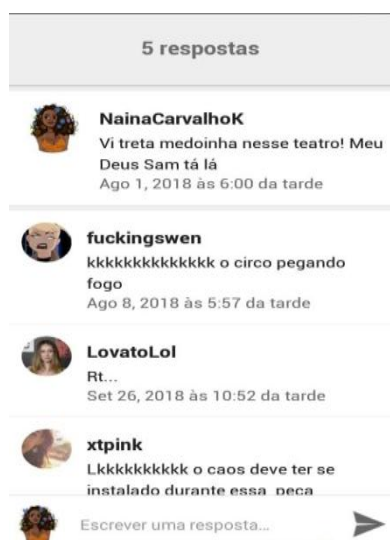 5 respostas
NainaCarvalhoK
Vi treta medoinha nesse teatro! Meu
Deus Sam tá lá
Ago 1, 2018 às 6:00 da tarde
fuckingswen
kkkkkkkkkkkkkk o circo pegando
fogo
Ago 8, 2018 às 5:57 da tarde
LovatoLol
Rt...
Set 26, 2018 às 10:52 da tarde
xtpink
Lkkkkkkkkkk o caos deve ter se
instalado durante essa peça
Escrever uma resposta...